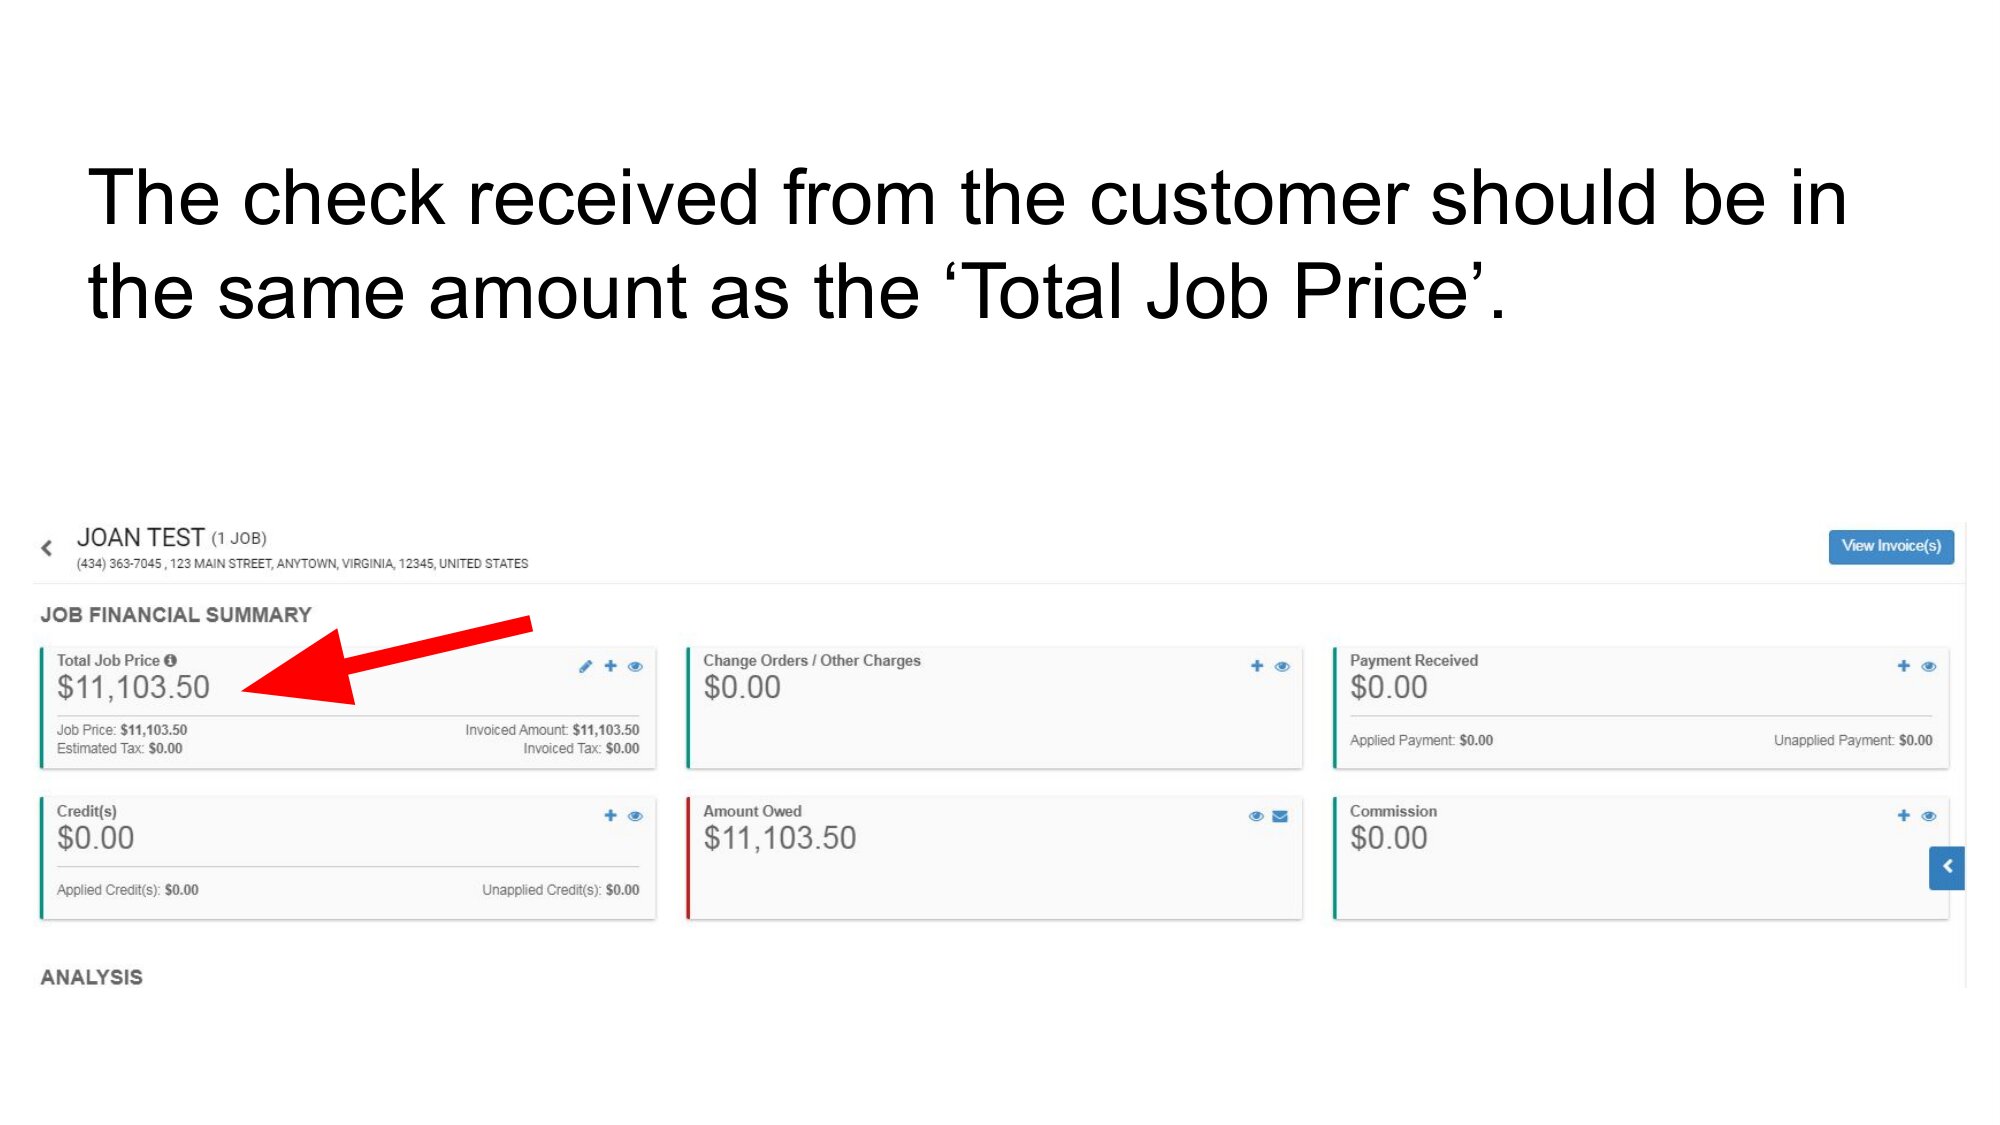 The check received from the customer should be in
the same amount as the ‘Total Job Price’.
JOAN TEST (1 JOB)
(434) 363-7045 , 123 MAIN STREET, ANYTOWN, VIRGINIA, 12345, UNITED STATES
View Invoice(s)
JOB FINANCIAL SUMMARY
Total Job Price
$11,103.50
Job Price: $11,103.50
Invoiced Amount: $11,103.50
Estimated Tax: $0.00
Invoiced Tax: $0.00
Change Orders / Other Charges
$0.00
Payment Received
$0.00
Applied Payment: $0.00
Unapplied Payment: $0.00
Credit(s)
$0.00
Applied Credit(s): $0.00
Unapplied Credit(s): $0.00
Amount Owed
$11,103.50
Commission
$0.00
ANALYSIS